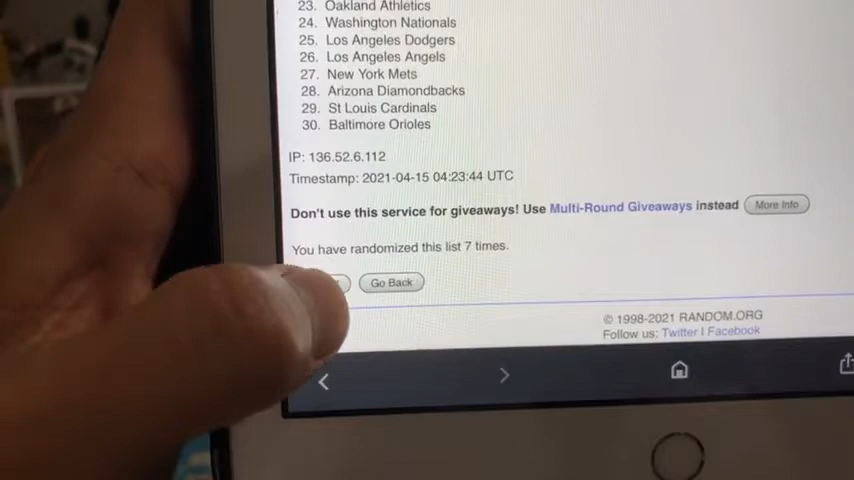 23. Oakland Athletics
24. Washington Nationals
25. Los Angeles Dodgers
26. Los Angeles Angels
27. New York Mets
28. Arizona Diamondbacks
29. St Louis Cardinals
30. Baltimore Orioles
IP: 136.52.6.112
Timestamp: 2021-04-15 04:23:44 UTC
Don't use this service for giveaways! Use Multi-Round Giveaways instead More Info
You have randomized this list 7 times.
Go Back
© 1998-2021 RANDOM.ORG
Follow us: Twitter | Facebook